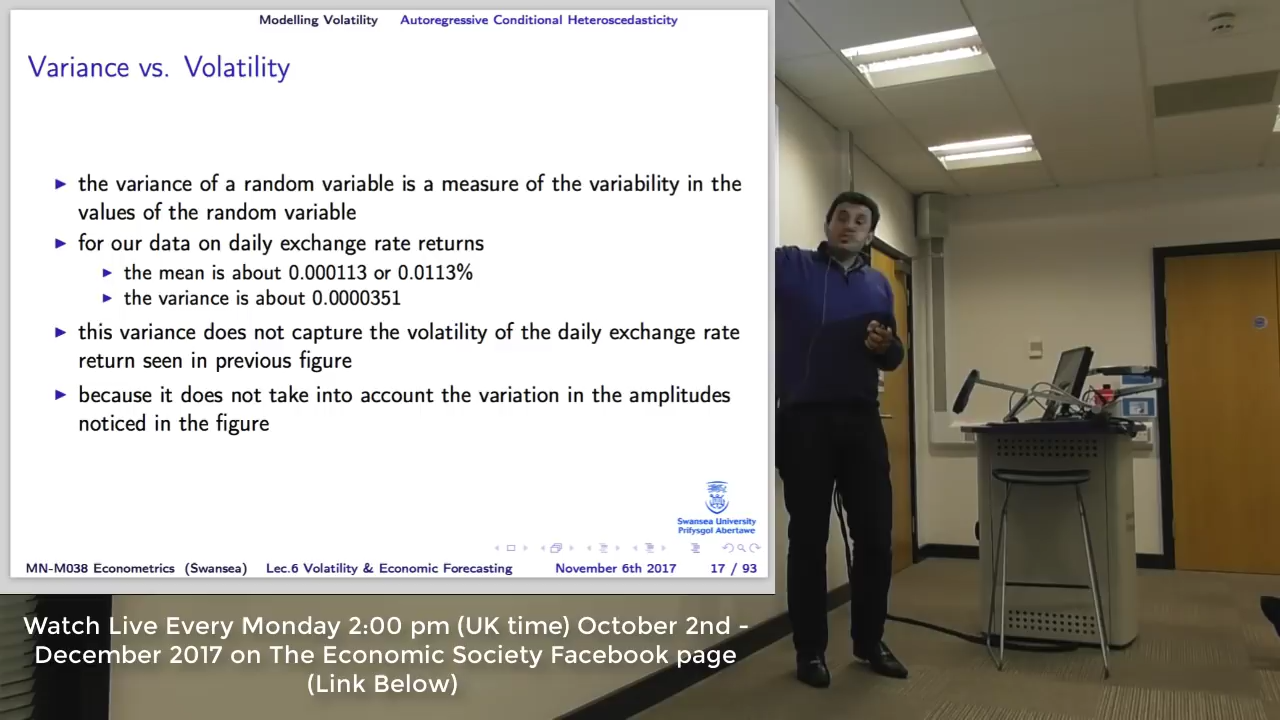 Modelling Volatility Autoregressive Conditional Heteroscedasticity
Variance vs. Volatility
▶ the variance of a random variable is a measure of the variability in the
values of the random variable
▶ for our data on daily exchange rate returns
▶ the mean is about 0.000113 or 0.0113%
▶ the variance is about 0.0000351
▶ this variance does not capture the volatility of the daily exchange rate
return seen in previous figure
▶ because it does not take into account the variation in the amplitudes
noticed in the figure
Swansea University
Prifysgol Abertawe
MN-M038 Econometrics (Swansea) Lec.6 Volatility & Economic Forecasting November 6th 2017 17 / 93
Watch Live Every Monday 2:00 pm (UK time) October 2nd -
December 2017 on The Economic Society Facebook page
(Link Below)